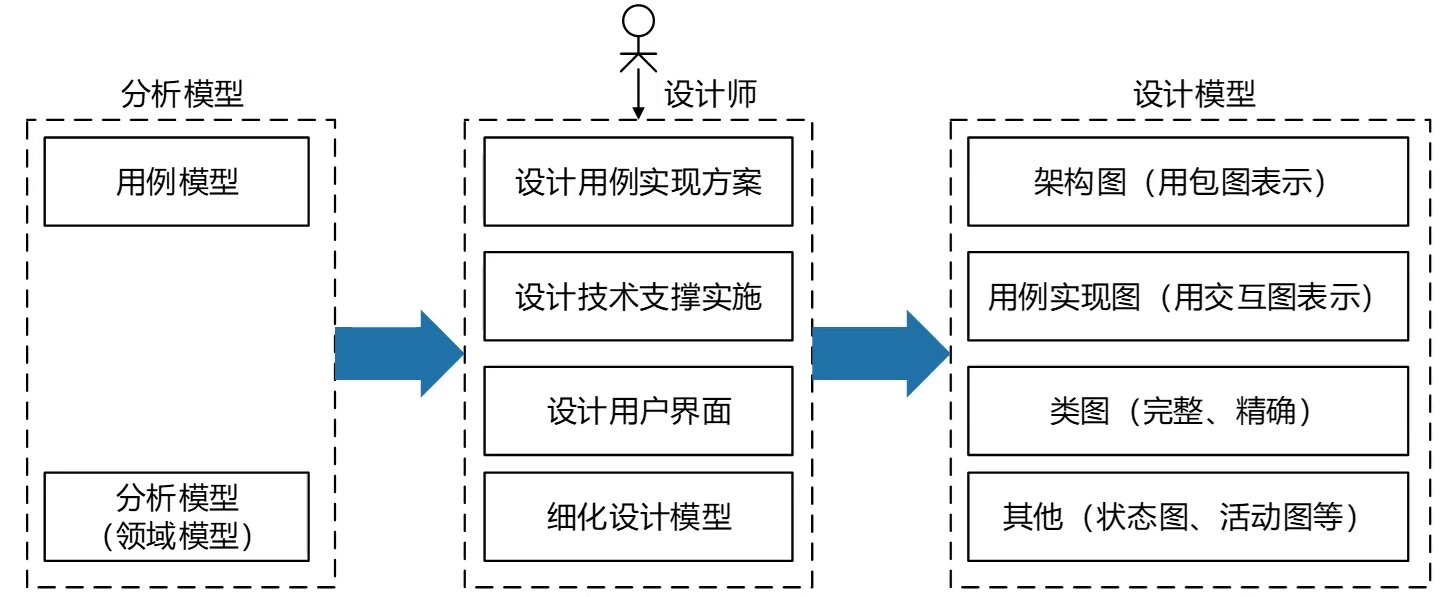 分析模型
用例模型
分析模型
（领域模型）
设计师
设计用例实现方案
设计技术支撑实施
设计用户界面
细化设计模型
设计模型
架构图（用包图表示）
用例实现图（用交互图表示）
类图（完整、精确）
其他（状态图、活动图等）